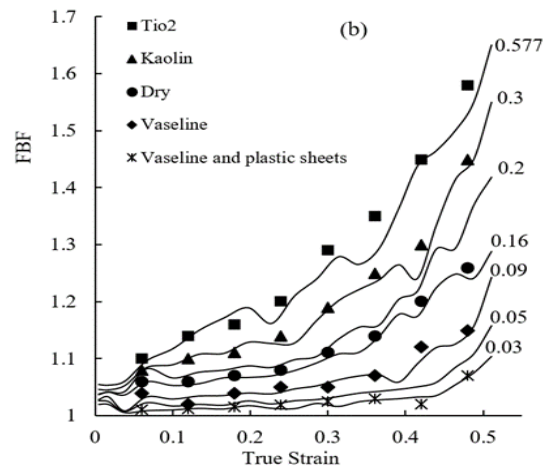 (b)
Tio2
Kaolin
Dry
Vaseline
Vaseline and plastic sheets
FBF
1.7
1.6
1.5
1.4
1.3
1.2
1.1
1
0.577
0.3
0.2
0.16
0.09
0.05
0.03
0 0.1 0.2 0.3 0.4 0.5
True Strain